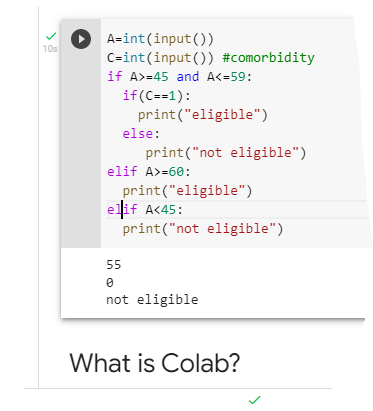 10s
A=int(input())
C=int(input()) #comorbidity
if A>=45 and A<=59:
if(C==1):
print("eligible")
else:
print("not eligible")
elif A>=60:
print("eligible")
elif A<45:
print("not eligible")
55
0
not eligible
What is Colab?